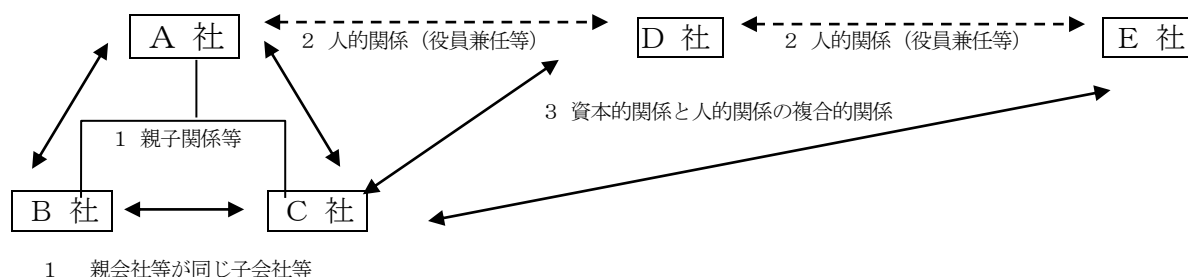 Ａ 社
Ｄ 社
Ｅ 社
２ 人的関係（役員兼任等）
２ 人的関係（役員兼任等）
３ 資本的関係と人的関係の複合的関係
１ 親子関係等
Ｂ 社
Ｃ 社
１　親会社等が同じ子会社等